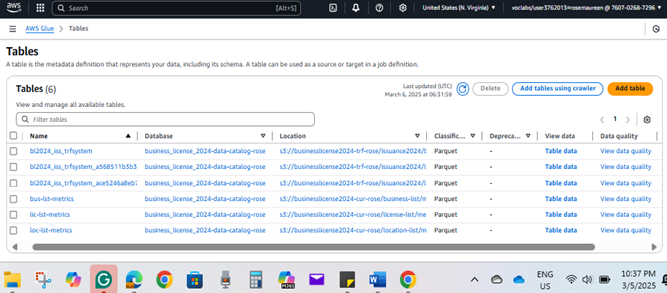 aws
Search
[Alt+S]
United States (N. Virginia)
voclabs/user3762013=rosemaureen @ 7607-0268-7296
AWS Glue
Tables
Tables
A table is the metadata definition that represents your data, including its schema. A table can be used as a source or target in a job definition.
Tables (6)
Last updated (UTC)
March 6, 2025 at 06:31:59
Delete
Add tables using crawler
Add table
View and manage all available tables.
Filter tables
1
Name Database Location Classific... Depreca... View data Data quality
bl2024_iss_trfsystem business_license_2024-data-catalog-rose s3://businesslicense2024-trf-rose/issuance2024/l Parquet - Table data View data quality
bl2024_iss_trfsystem_a568511b3b3 business_license_2024-data-catalog-rose s3://businesslicense2024-trf-rose/issuance2024/l Parquet - Table data View data quality
bl2024_iss_trfsystem_ace5246a8eb7 business_license_2024-data-catalog-rose s3://businesslicense2024-trf-rose/issuance2024/l Parquet - Table data View data quality
bus-lst-metrics business_license_2024-data-catalog-rose s3://businesslicense2024-cur-rose/business-list/m Parquet - Table data View data quality
lic-lst-metrics business_license_2024-data-catalog-rose s3://businesslicense2024-cur-rose/license-list/me Parquet - Table data View data quality
loc-lst-metrics business_license_2024-data-catalog-rose s3://businesslicense2024-cur-rose/location-list/m Parquet - Table data View data quality
M365
ENG
US
10:37 PM
3/5/2025